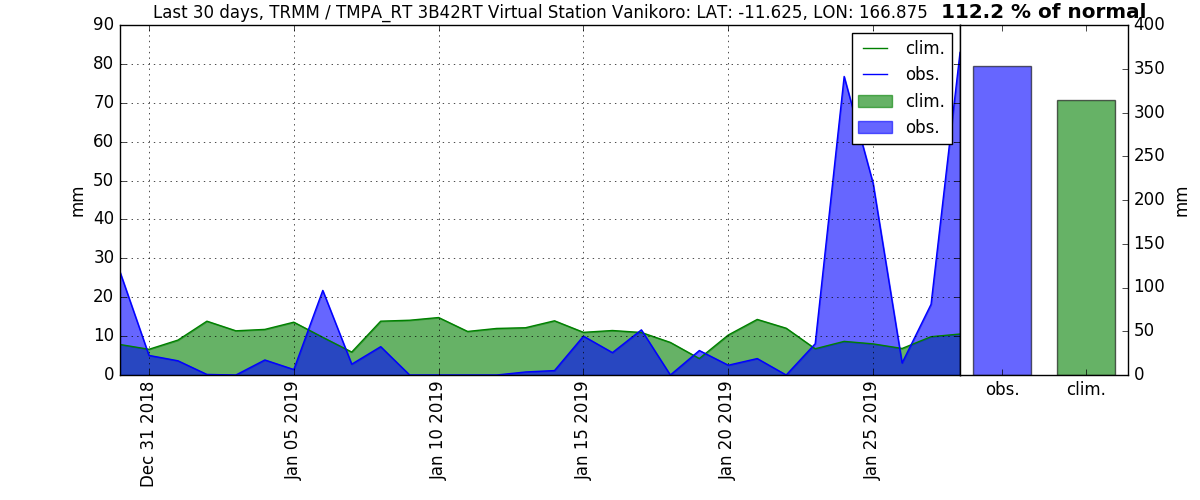 Last 30 days, TRMM / TMPA_RT 3B42RT Virtual Station Vanikoro: LAT: -11.625, LON: 166.875 112.2 % of normal
90
80
70
60
50
40
30
20
10
0
mm
clim.
obs.
clim.
obs.
Dec 31 2018
Jan 05 2019
Jan 10 2019
Jan 15 2019
Jan 20 2019
Jan 25 2019
400
350
300
250
200
150
100
50
0
mm
obs.
clim.